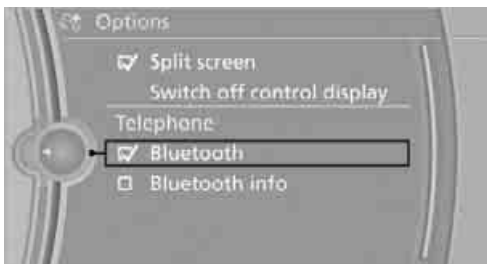 Options
Split screen
Switch off control display
Telephone
Bluetooth
Bluetooth info